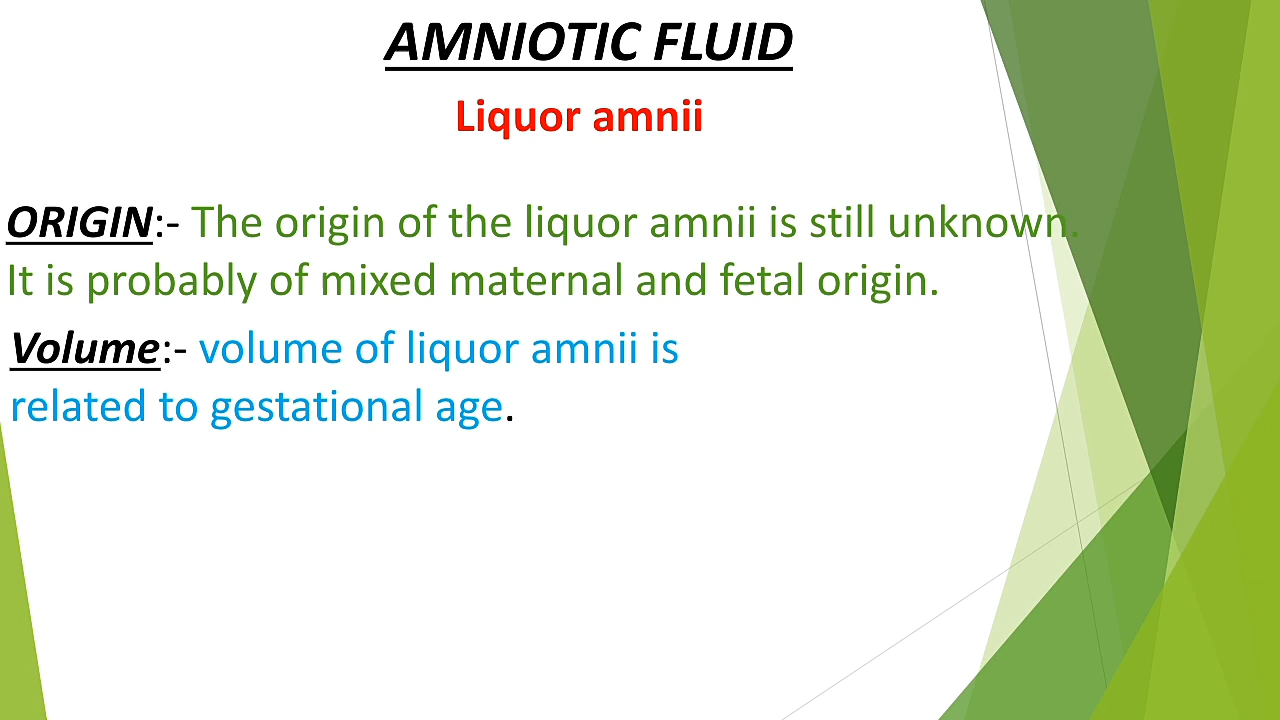 AMNIOTIC FLUID
Liquor amnii
ORIGIN:- The origin of the liquor amnii is still unknown.
It is probably of mixed maternal and fetal origin.
Volume:- volume of liquor amnii is
related to gestational age.